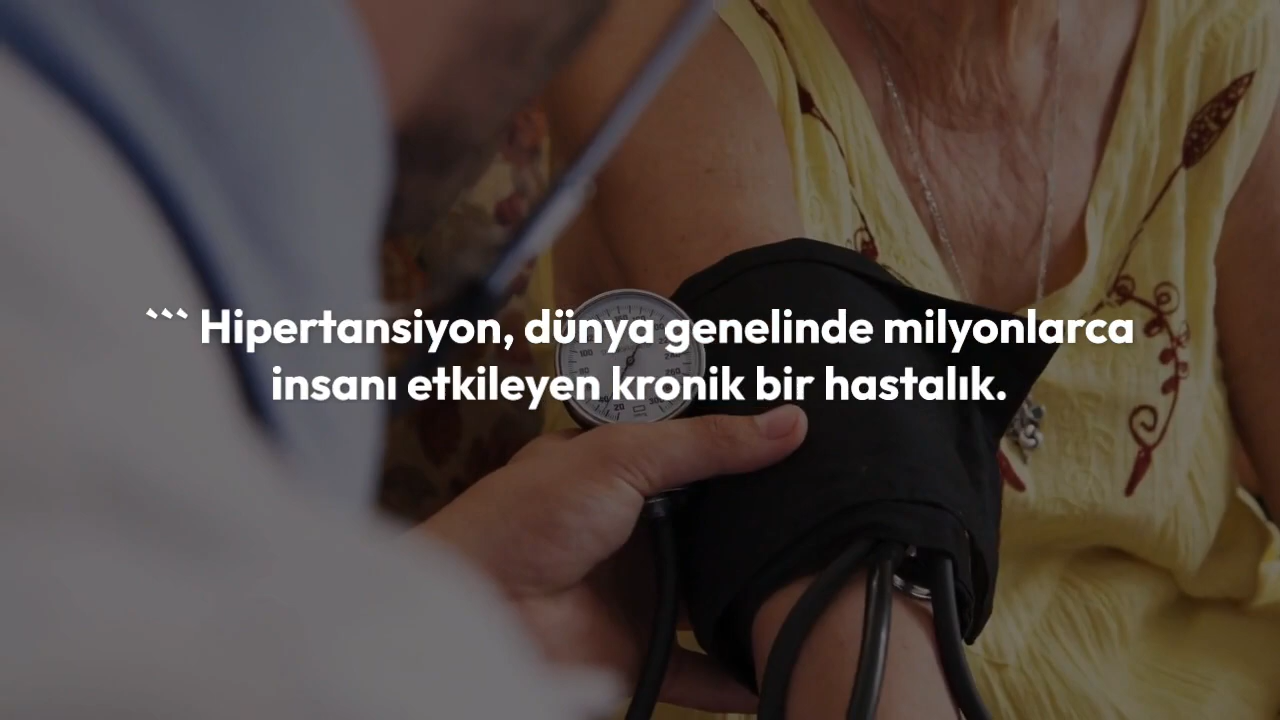 ``` Hipertansiyon, dünya genelinde milyonlarca
insanı etkileyen kronik bir hastalık.